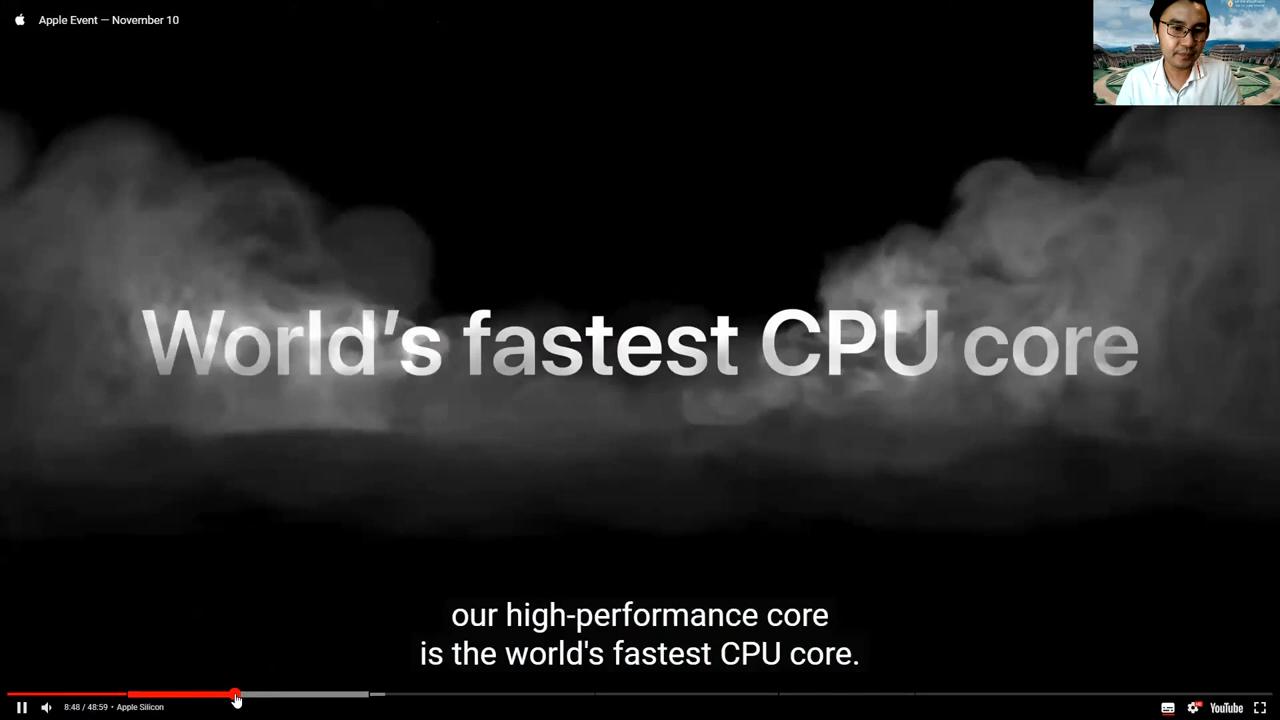 Apple Event — November 10
World's fastest CPU core
our high-performance core
is the world's fastest CPU core.
8:48 / 48:59 • Apple Silicon
YouTube